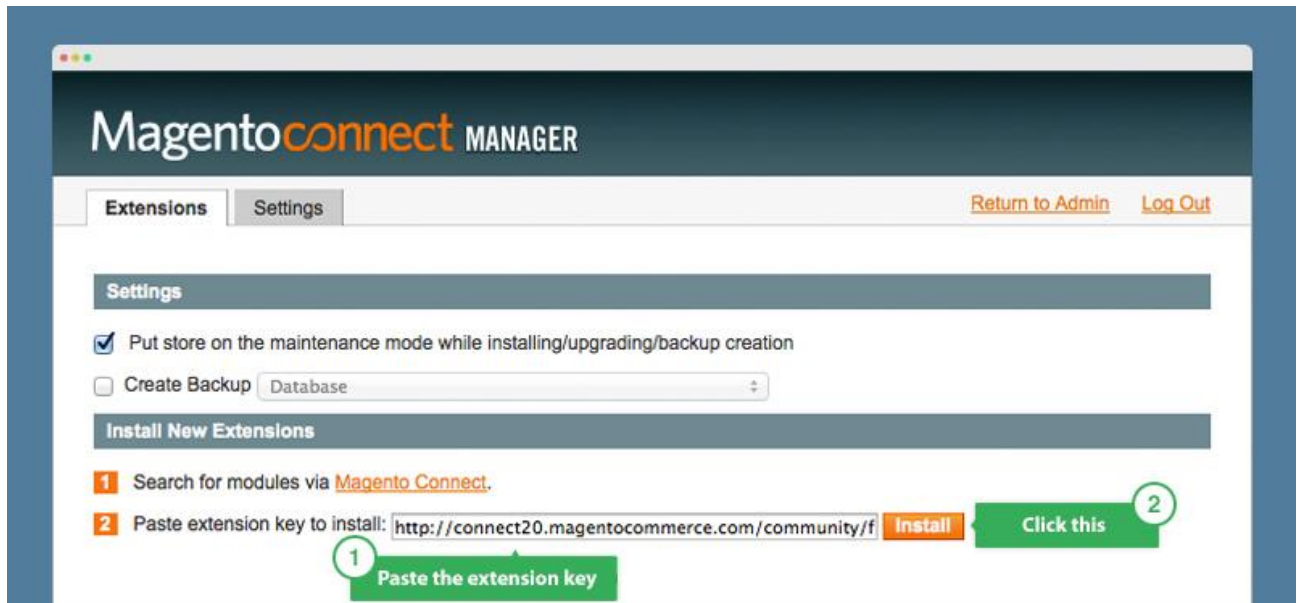 Magentoconnect MANAGER
Extensions Settings Return to Admin Log Out
Settings
Put store on the maintenance mode while installing/upgrading/backup creation
Create Backup Database
Install New Extensions
1 Search for modules via Magento Connect.
2 Paste extension key to install: http://connect20.magentocommerce.com/community/f Install Click this 2
1 Paste the extension key